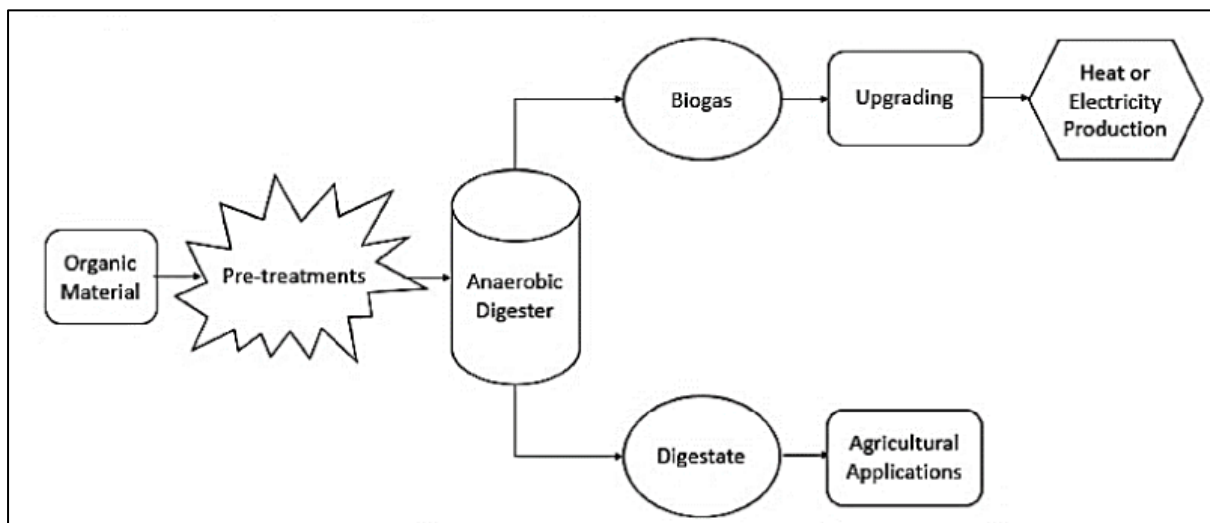 Organic
Material
Pre-treatments
Anaerobic
Digester
Biogas
Upgrading
Heat or
Electricity
Production
Digestate
Agricultural
Applications